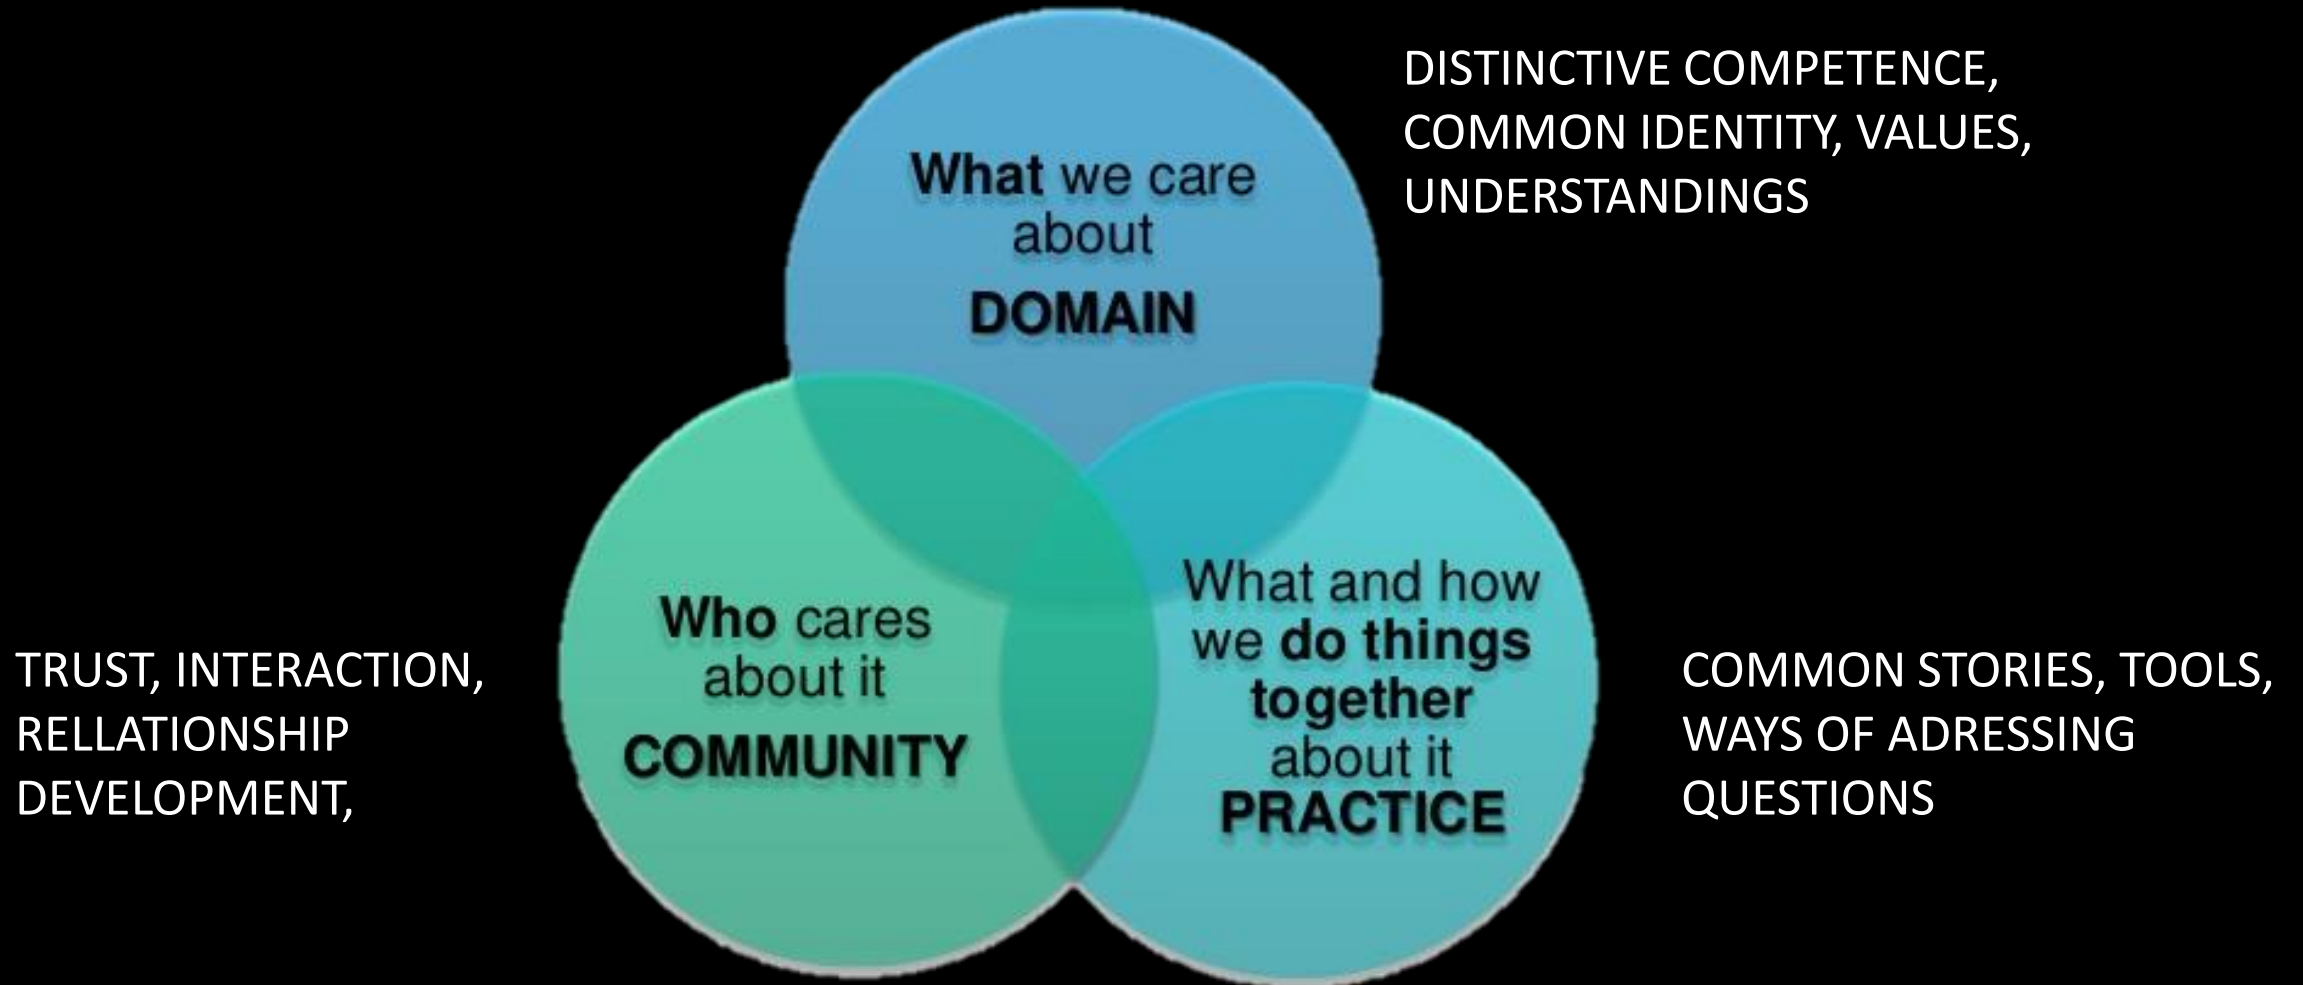 DISTINCTIVE COMPETENCE,
COMMON IDENTITY, VALUES,
UNDERSTANDINGS
What we care
about
DOMAIN
Who cares
about it
COMMUNITY
What and how
we do things
together
about it
PRACTICE
TRUST, INTERACTION,
RELLATIONSHIP
DEVELOPMENT,
COMMON STORIES, TOOLS,
WAYS OF ADRESSING
QUESTIONS